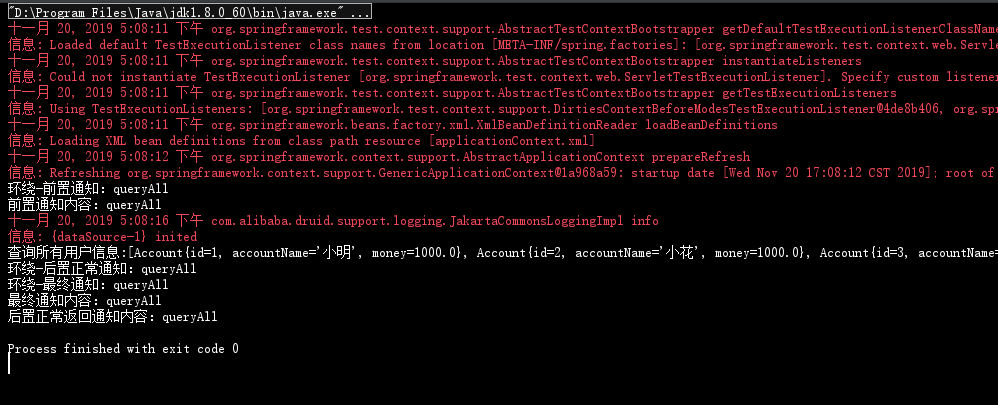 "D:\Program Files\Java\jdk1.8.0_60\bin\java.exe" ...
十一月 20, 2019 5:08:11 下午 org.springframework.test.context.support.AbstractTestContextBootstrapper getDefaultTestExecutionListenerClassName
信息: Loaded default TestExecutionListener class names from location [META-INF/spring.factories]: [org.springframework.test.context.web.Servlet
十一月 20, 2019 5:08:11 下午 org.springframework.test.context.support.AbstractTestContextBootstrapper instantiateListeners
信息: Could not instantiate TestExecutionListener [org.springframework.test.context.web.ServletTestExecutionListener]. Specify custom listener
十一月 20, 2019 5:08:11 下午 org.springframework.test.context.support.AbstractTestContextBootstrapper getTestExecutionListeners
信息: Using TestExecutionListeners: [org.springframework.test.context.support.DirtiesContextBeforeModesTestExecutionListener@4de8b406, org.spr
十一月 20, 2019 5:08:11 下午 org.springframework.beans.factory.xml.XmlBeanDefinitionReader loadBeanDefinitions
信息: Loading XML bean definitions from class path resource [applicationContext.xml]
十一月 20, 2019 5:08:12 下午 org.springframework.context.support.AbstractApplicationContext prepareRefresh
信息: Refreshing org.springframework.context.support.GenericApplicationContext@1a968a59: startup date [Wed Nov 20 17:08:12 CST 2019]; root of
环绕-前置通知：queryAll
前置通知内容：queryAll
十一月 20, 2019 5:08:16 下午 com.alibaba.druid.support.logging.JakartaCommonsLoggingImpl info
信息: {dataSource-1} inited
查询所有用户信息:[Account{id=1, accountName='小明', money=1000.0}, Account{id=2, accountName='小花', money=1000.0}, Account{id=3, accountName=
环绕-后置正常通知：queryAll
环绕-最终通知：queryAll
最终通知内容：queryAll
后置正常返回通知内容：queryAll
Process finished with exit code 0